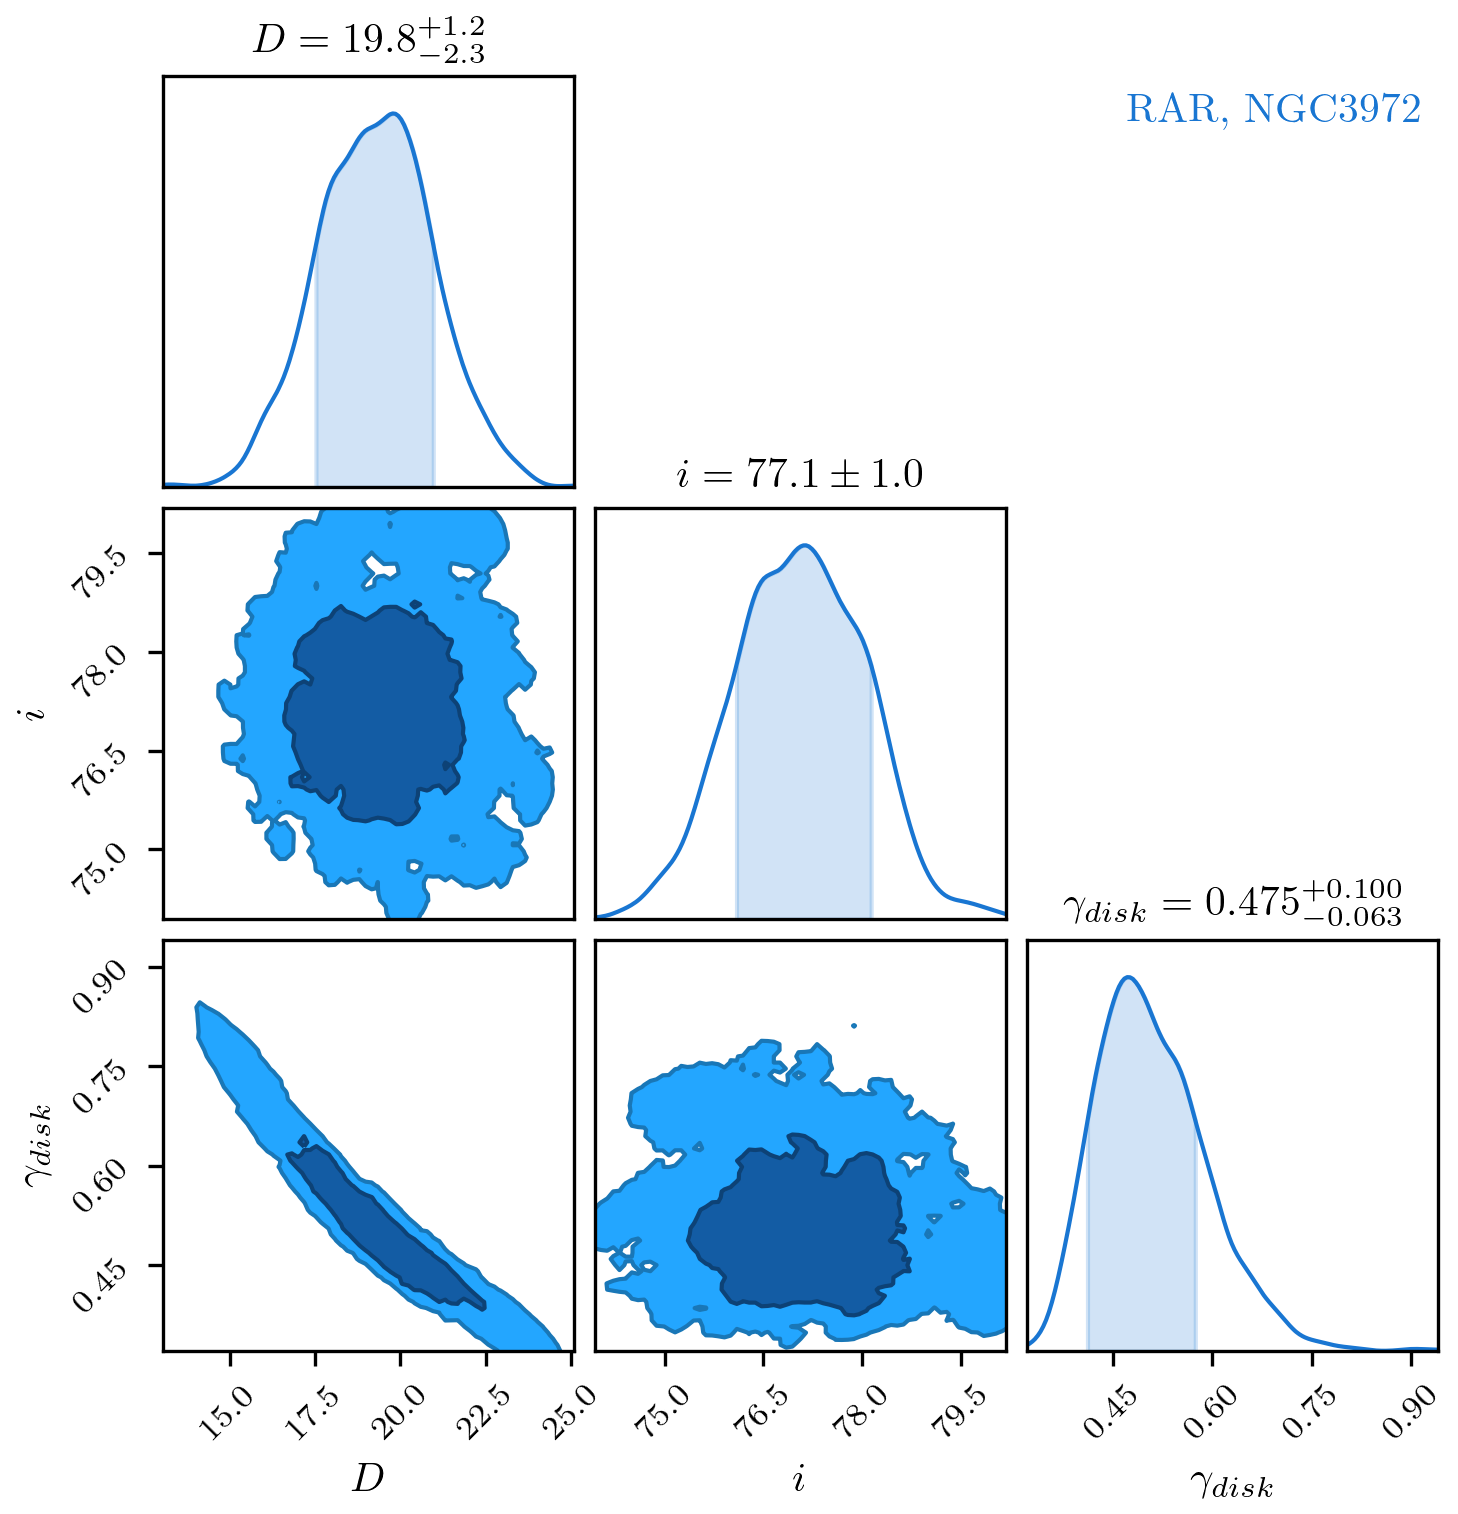 D = 19.8^{+1.2}_{-2.3}
RAR, NGC3972
i = 77.1 ± 1.0
79.5
78.0
76.5
75.0
i
γ_{disk} = 0.475^{+0.100}_{-0.063}
0.90
0.75
0.60
0.45
γ_{disk}
15.0 17.5 20.0 22.5 25.0 75.0 76.5 78.0 79.5 0.45 0.60 0.75 0.90
D i γ_{disk}